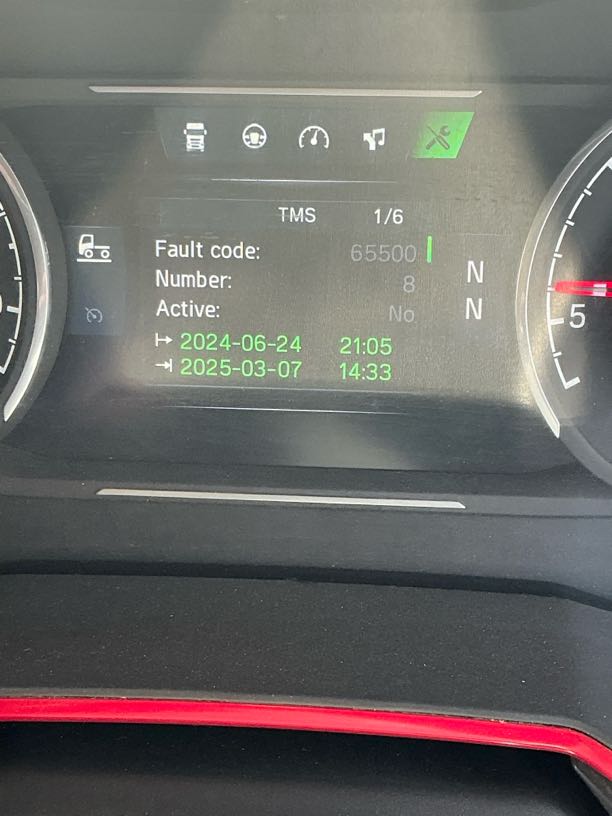 TMS 1/6
Fault code: 65500
Number: 8
Active: No
2024-06-24 21:05
2025-03-07 14:33
N
N
5